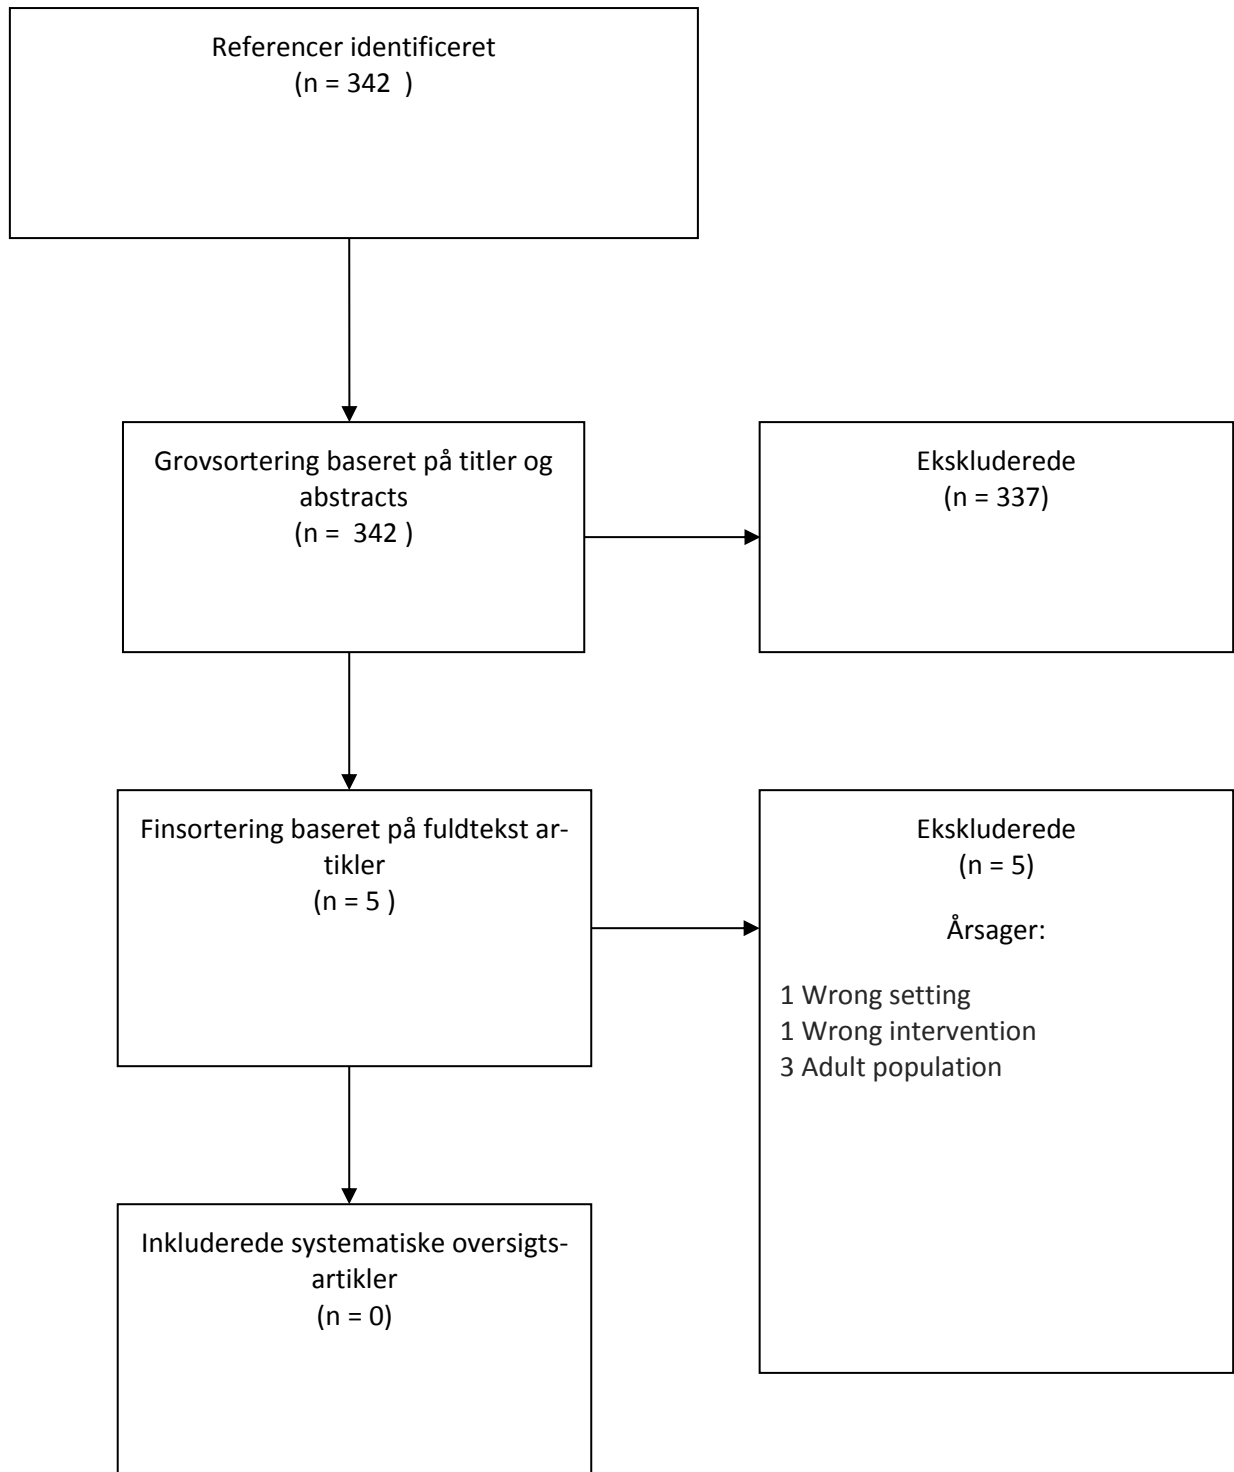 Referencer identificeret
(n = 342  )
Grovsortering baseret på titler og
abstracts
(n =  342 )
Ekskluderede
(n = 337)
Finsortering baseret på fuldtekst ar-
tikler
(n = 5 )
Ekskluderede
(n = 5)
Årsager:
1 Wrong setting
1 Wrong intervention
3 Adult population
Inkluderede systematiske oversigts-
artikler
(n = 0)